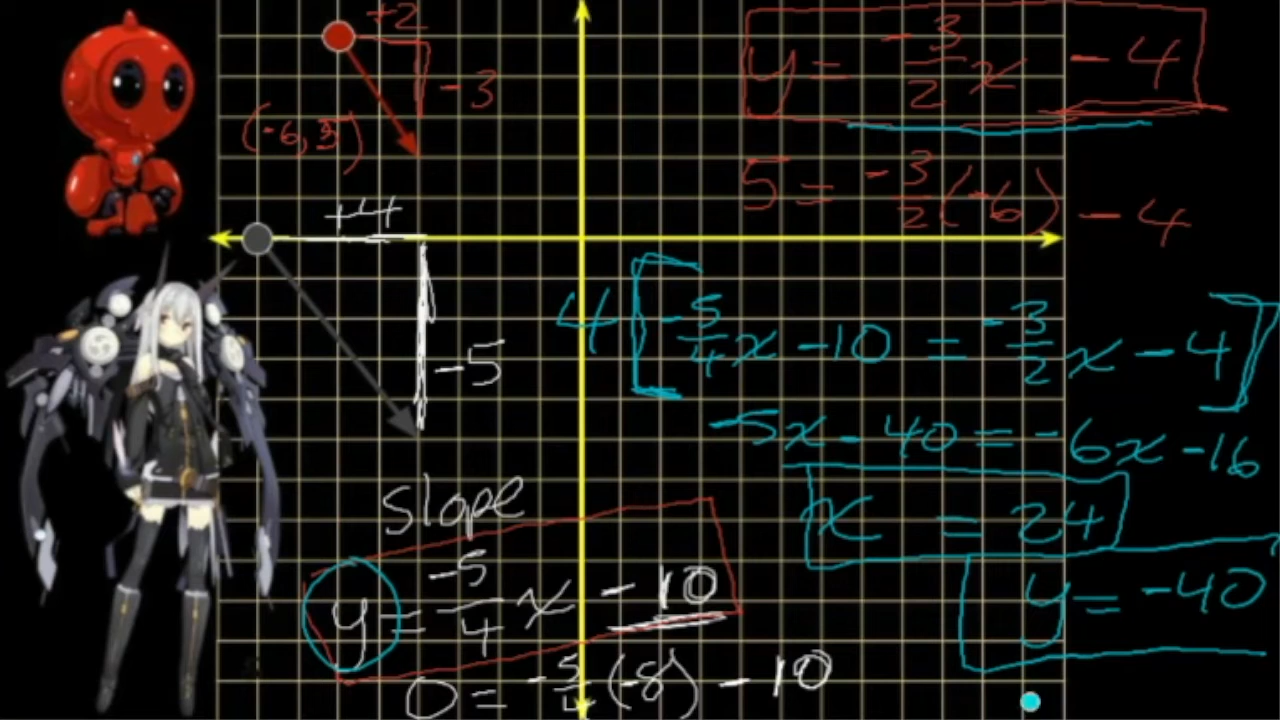 +2
-3
(-6, 5)
y = -3/2 x - 4
5 = -3/2 (-6) - 4
+4
-5
4 [ -5/4 x - 10 = -3/2 x - 4 ]
-5x - 40 = -6x - 16
x = 24
y = -40
slope
y = -5/4 x - 10
0 = -5/4 (-8) - 10